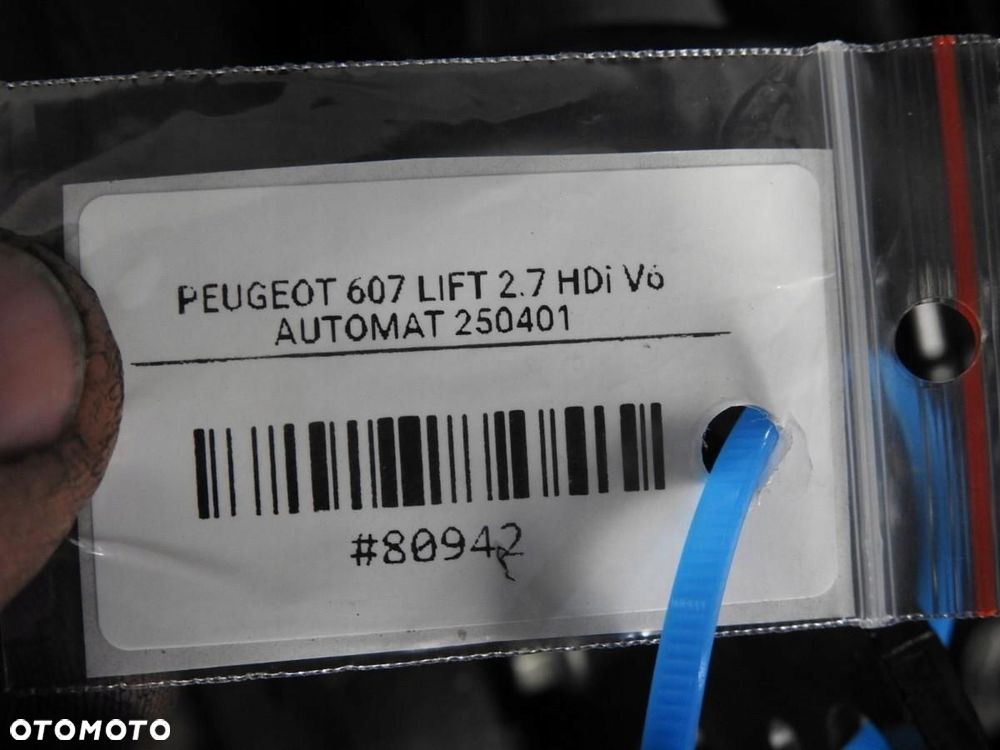 PEUGEOT 607 LIFT 2.7 HDi V6
AUTOMAT 250401
#80942
OTOMOTO